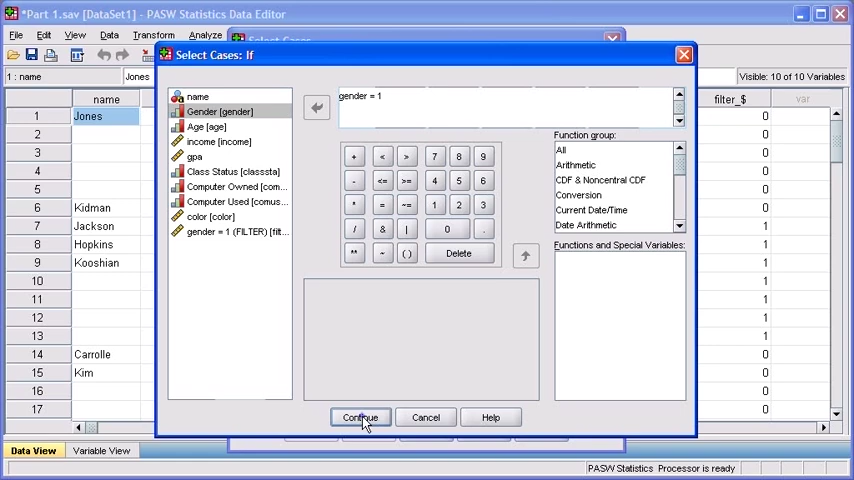 *Part 1.sav [DataSet1] - PASW Statistics Data Editor
File Edit View Data Transform Analyze
1 : name Jones
Visible: 10 of 10 Variables
name filter_$ var
1 Jones 0
2 0
3 0
4 0
5 0
6 Kidman 0
7 Jackson 1
8 Hopkins 1
9 Kooshian 1
10 1
11 1
12 1
13 1
14 Carrolle 0
15 Kim 0
16 0
17 0
Data View Variable View
PASW Statistics Processor is ready
Select Cases: If
name
Gender [gender]
Age [age]
income [income]
gpa
Class Status [classsta]
Computer Owned [com...
Computer Used [comus...
color [color]
gender = 1 (FILTER) [filt...
gender = 1
+ < > 7 8 9
- <= >= 4 5 6
* = ~= 1 2 3
/ & | 0 .
** ~ ( ) Delete
Function group:
All
Arithmetic
CDF & Noncentral CDF
Conversion
Current Date/Time
Date Arithmetic
Functions and Special Variables:
Continue Cancel Help